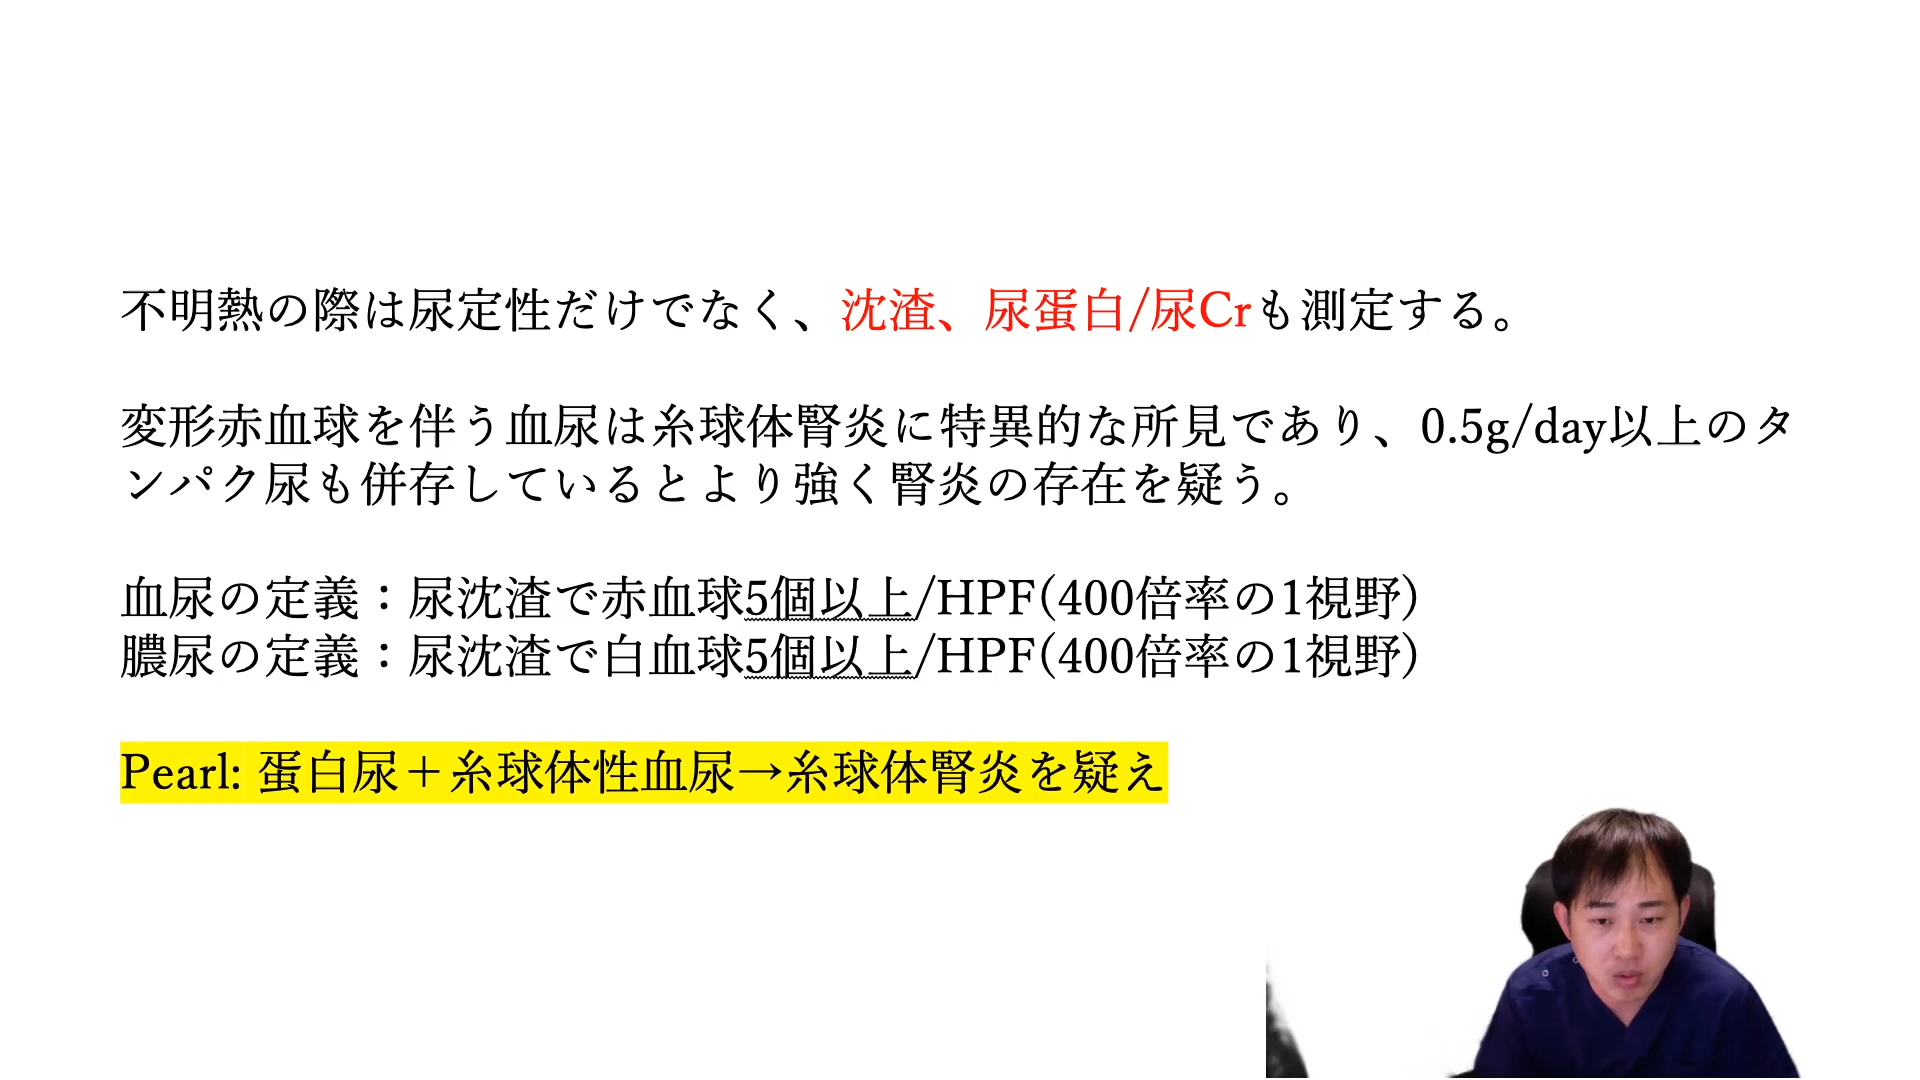 不明熱の際は尿定性だけでなく、沈渣、尿蛋白/尿Crも測定する。
変形赤血球を伴う血尿は糸球体腎炎に特異的な所見であり、0.5g/day以上のタ
ンパク尿も併存しているとより強く腎炎の存在を疑う。
血尿の定義：尿沈渣で赤血球5個以上/HPF(400倍率の1視野)
膿尿の定義：尿沈渣で白血球5個以上/HPF(400倍率の1視野)
Pearl: 蛋白尿＋糸球体性血尿→糸球体腎炎を疑え